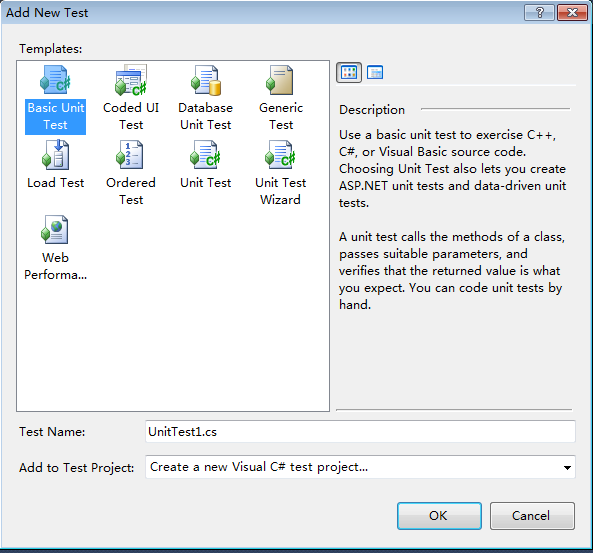 Add New Test
Templates:
Basic Unit Test
Coded UI Test
Database Unit Test
Generic Test
Load Test
Ordered Test
Unit Test
Unit Test Wizard
Web Performa...
Description
Use a basic unit test to exercise C++,
C#, or Visual Basic source code.
Choosing Unit Test also lets you create
ASP.NET unit tests and data-driven unit
tests.
A unit test calls the methods of a class,
passes suitable parameters, and
verifies that the returned value is what
you expect. You can code unit tests by
hand.
Test Name:
UnitTest1.cs
Add to Test Project:
Create a new Visual C# test project...
OK
Cancel